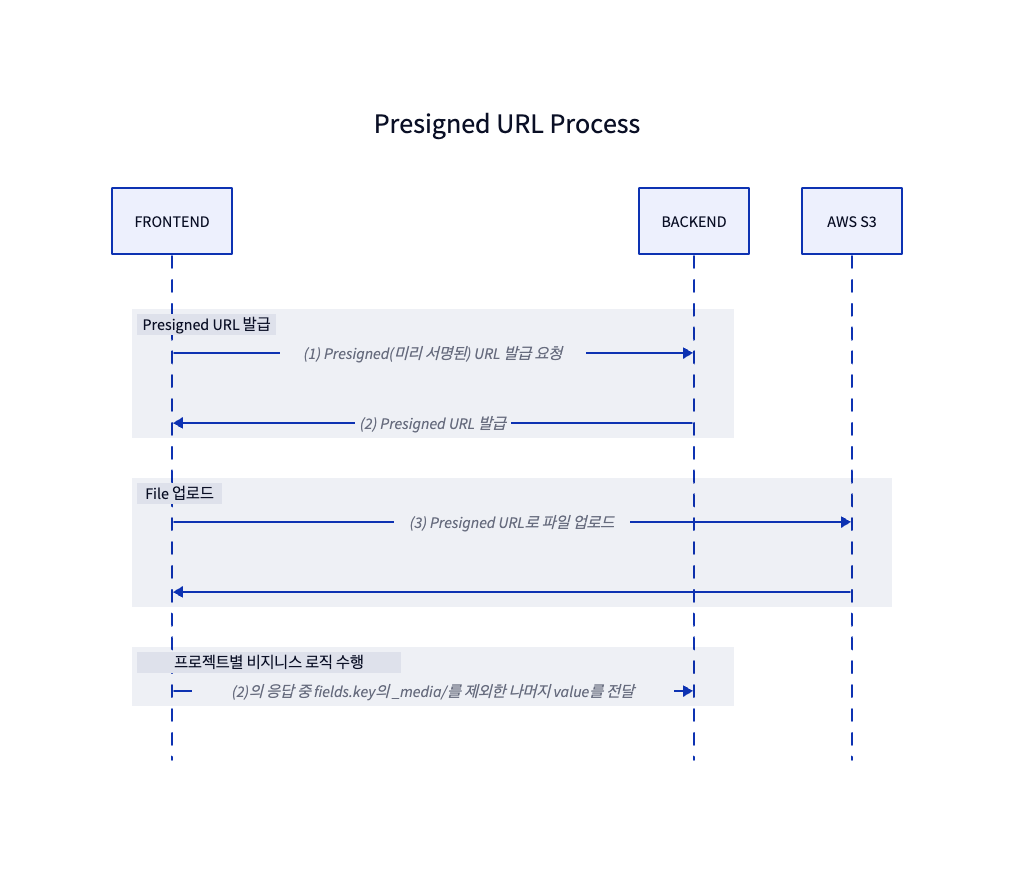 Presigned URL Process
FRONTEND
BACKEND
AWS S3
Presigned URL 발급
(1) Presigned(미리 서명된) URL 발급 요청
(2) Presigned URL 발급
File 업로드
(3) Presigned URL로 파일 업로드
프로젝트별 비지니스 로직 수행
(2)의 응답 중 fields.key의 _media/를 제외한 나머지 value를 전달